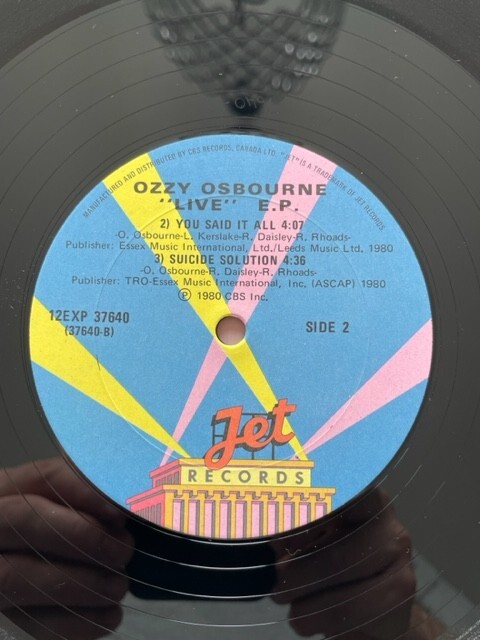 MANUFACTURED AND DISTRIBUTED BY CBS RECORDS, CANADA LTD. "JET" IS A TRADEMARK OF JET RECORDS
OZZY OSBOURNE
"LIVE" E.P.
2) YOU SAID IT ALL 4:07
-O. Osbourne-L. Kerslake-R. Daisley-R. Rhoads-
Publisher: Essex Music International, Ltd./Leeds Music Ltd., 1980
3) SUICIDE SOLUTION 4:36
-O. Osbourne-R. Daisley-R. Rhoads-
Publisher: TRO-Essex Music International, Inc. (ASCAP) 1980
Ⓟ 1980 CBS Inc.
12EXP 37640
(37640-B)
SIDE 2
Jet
RECORDS